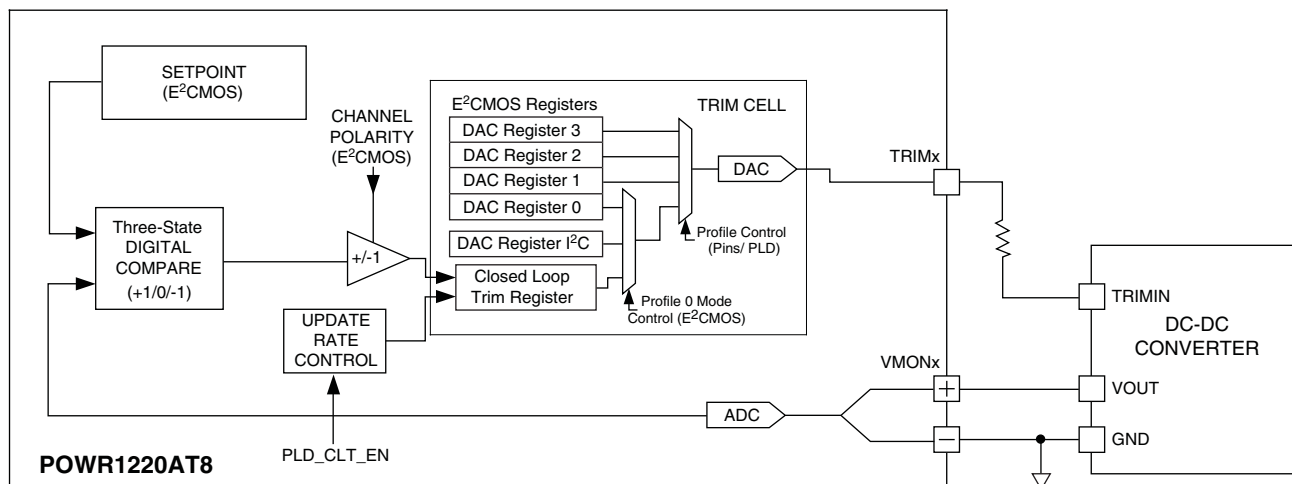 SETPOINT
(E²CMOS)
CHANNEL
POLARITY
(E²CMOS)
E²CMOS Registers
TRIM CELL
DAC Register 3
DAC Register 2
DAC Register 1
DAC Register 0
DAC Register I²C
Closed Loop
Trim Register
DAC
Profile Control
(Pins/ PLD)
Profile 0 Mode
Control (E²CMOS)
Three-State
DIGITAL
COMPARE
(+1/0/-1)
+/-1
UPDATE
RATE
CONTROL
PLD_CLT_EN
ADC
TRIMx
VMONx
+
–
TRIMIN
DC-DC
CONVERTER
VOUT
GND
POWR1220AT8